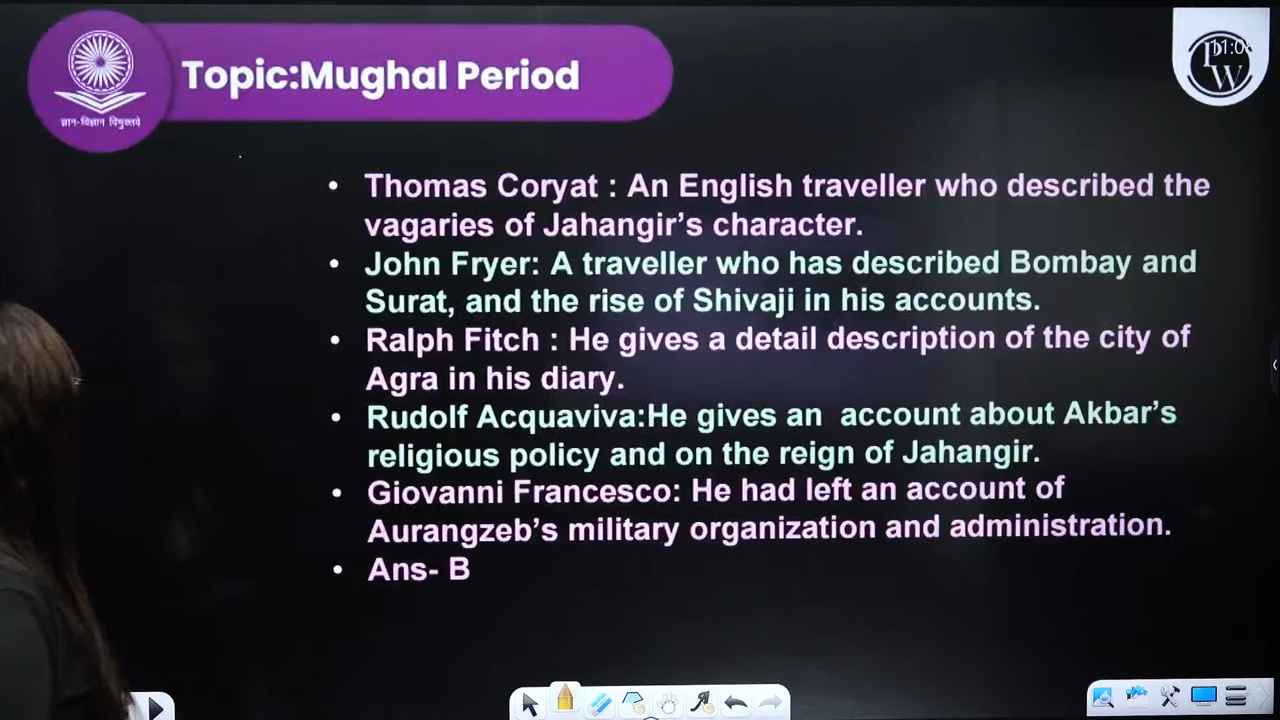 Topic:Mughal Period
ज्ञान-विज्ञान विमुक्तये
PW
• Thomas Coryat : An English traveller who described the
vagaries of Jahangir's character.
• John Fryer: A traveller who has described Bombay and
Surat, and the rise of Shivaji in his accounts.
• Ralph Fitch : He gives a detail description of the city of
Agra in his diary.
• Rudolf Acquaviva:He gives an account about Akbar's
religious policy and on the reign of Jahangir.
• Giovanni Francesco: He had left an account of
Aurangzeb's military organization and administration.
• Ans- B